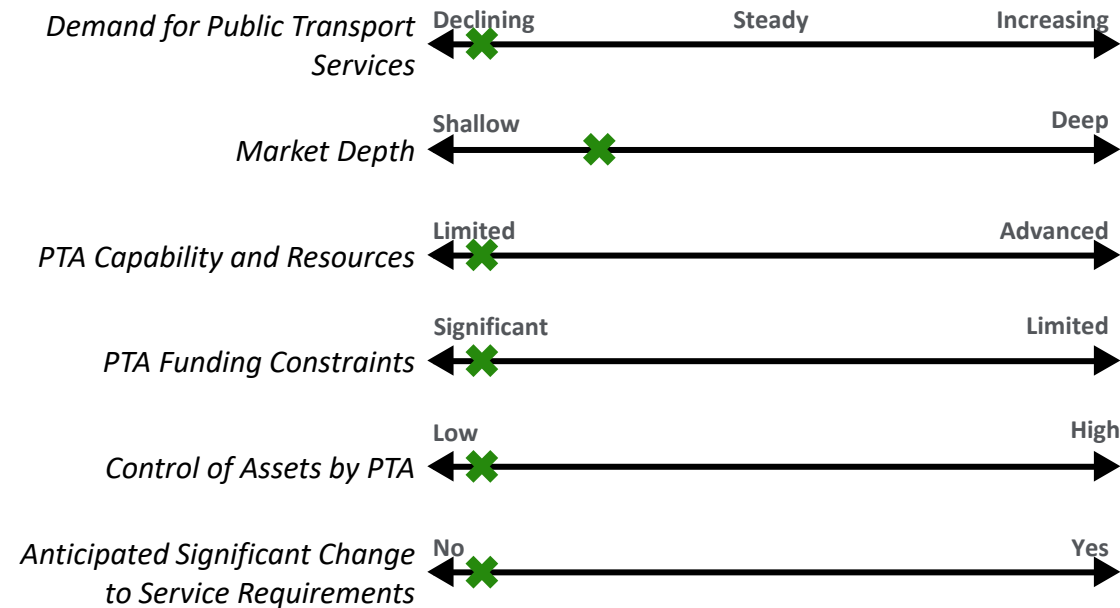 Demand for Public Transport
Services
Declining
Steady
Increasing
Market Depth
Shallow
Deep
PTA Capability and Resources
Limited
Advanced
PTA Funding Constraints
Significant
Limited
Control of Assets by PTA
Low
High
Anticipated Significant Change
to Service Requirements
No
Yes